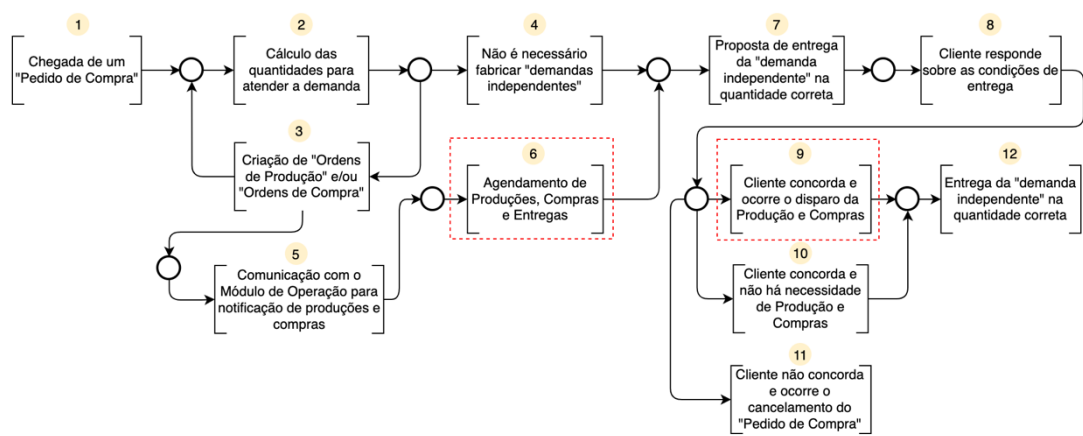 1
Chegada de um
"Pedido de Compra"
2
Cálculo das
quantidades para
atender a demanda
3
Criação de "Ordens
de Produção" e/ou
"Ordens de Compra"
4
Não é necessário
fabricar "demandas
independentes"
5
Comunicação com o
Módulo de Operação para
notificação de produções e
compras
6
Agendamento de
Produções, Compras
e Entregas
7
Proposta de entrega
da "demanda
independente" na
quantidade correta
8
Cliente responde
sobre as condições de
entrega
9
Cliente concorda e
ocorre o disparo da
Produção e Compras
10
Cliente concorda e
não há necessidade
de Produção e
Compras
11
Cliente não concorda
e ocorre o
cancelamento do
"Pedido de Compra"
12
Entrega da "demanda
independente" na
quantidade correta